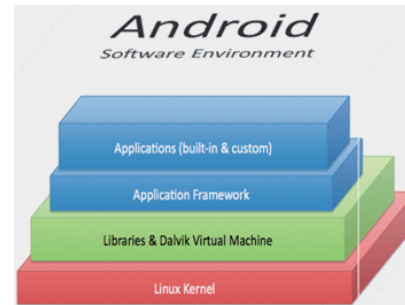 Android
Software Environment
Applications (built-in & custom)
Application Framework
Libraries & Dalvik Virtual Machine
Linux Kernel